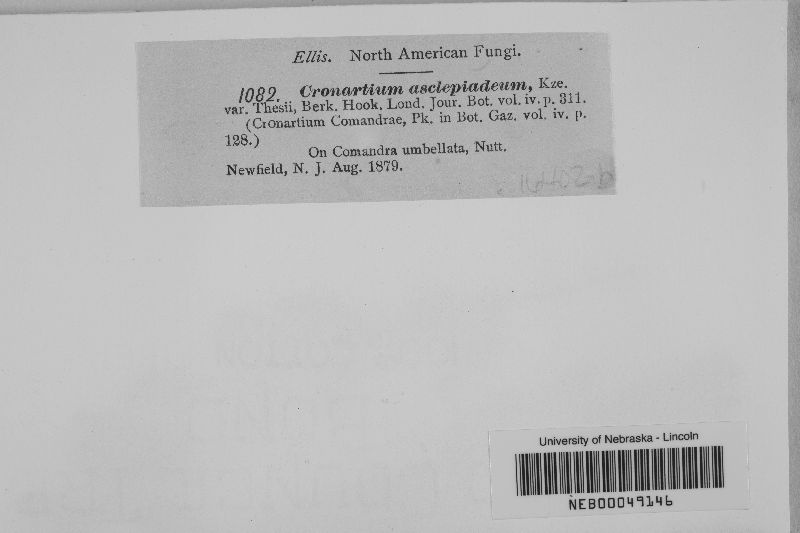 Ellis. North American Fungi.
1082. Cronartium asclepiadeum, Kze.
var. Thesii, Berk. Hook. Lond. Jour. Bot. vol. iv. p. 311.
(Cronartium Comandrae, Pk. in Bot. Gaz. vol. iv. p.
128.)
On Comandra umbellata, Nutt.
Newfield, N. J. Aug. 1879.
University of Nebraska - Lincoln
NEB00049146